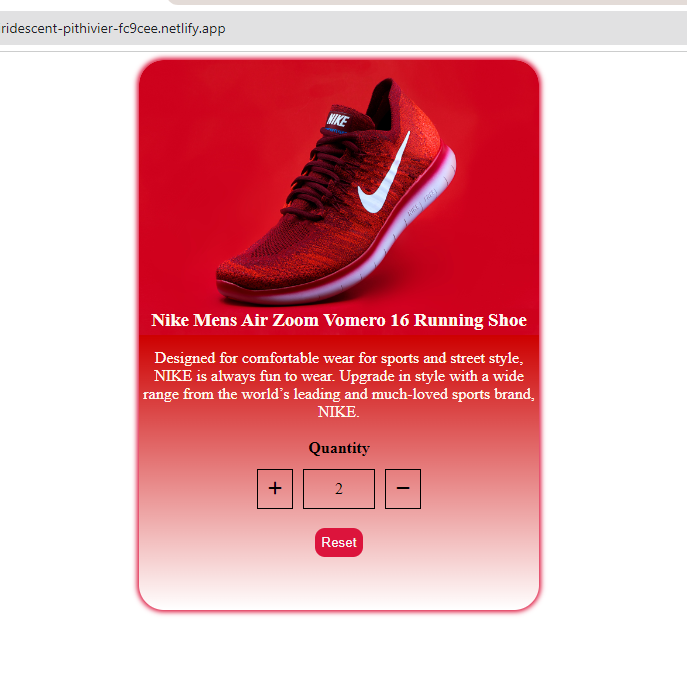 ridescent-pithivier-fc9cee.netlify.app
NIKE
Nike Mens Air Zoom Vomero 16 Running Shoe
Designed for comfortable wear for sports and street style,
NIKE is always fun to wear. Upgrade in style with a wide
range from the world’s leading and much-loved sports brand,
NIKE.
Quantity
+ 2 −
Reset